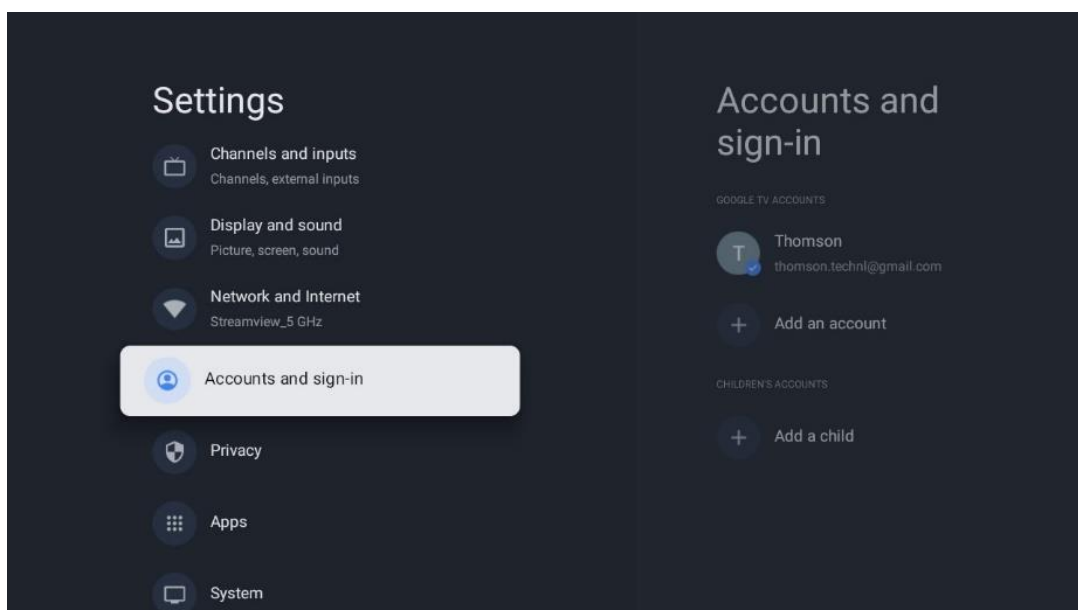 Settings
Channels and inputs
Channels, external inputs
Display and sound
Picture, screen, sound
Network and Internet
Streamview_5 GHz
Accounts and sign-in
Privacy
Apps
System
Accounts and
sign-in
GOOGLE TV ACCOUNTS
T
Thomson
thomson.technl@gmail.com
Add an account
CHILDREN'S ACCOUNTS
Add a child